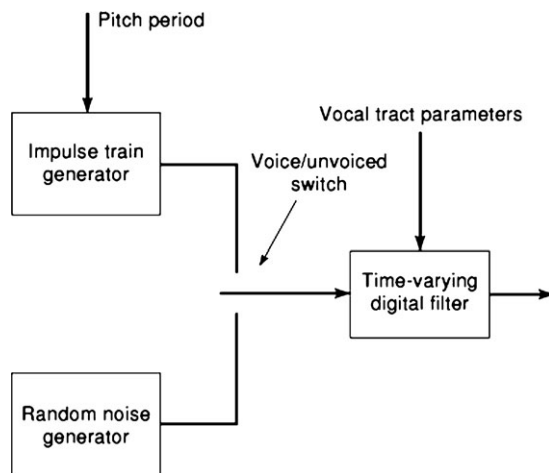 Pitch period
Vocal tract parameters
Impulse train
generator
Voice/unvoiced
switch
Time-varying
digital filter
Random noise
generator